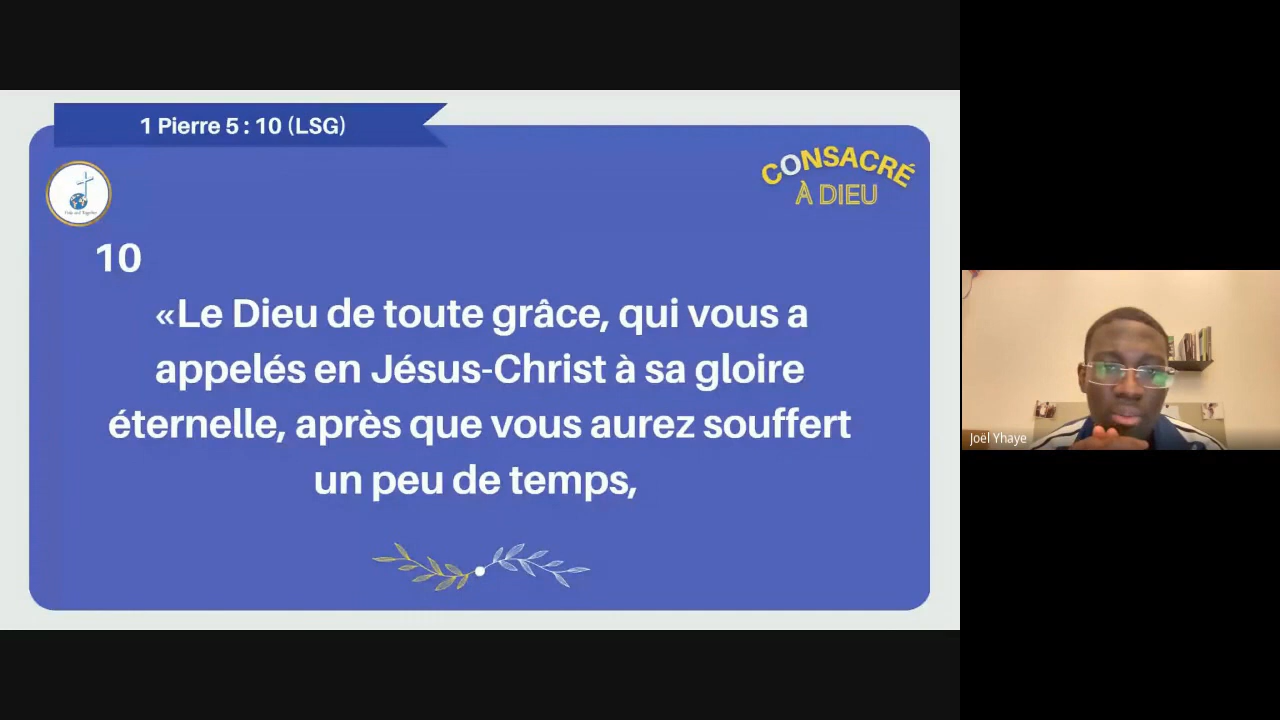 1 Pierre 5 : 10 (LSG)
CONSACRÉ
À DIEU
10
«Le Dieu de toute grâce, qui vous a
appelés en Jésus-Christ à sa gloire
éternelle, après que vous aurez souffert
un peu de temps,
Joël Yhaye